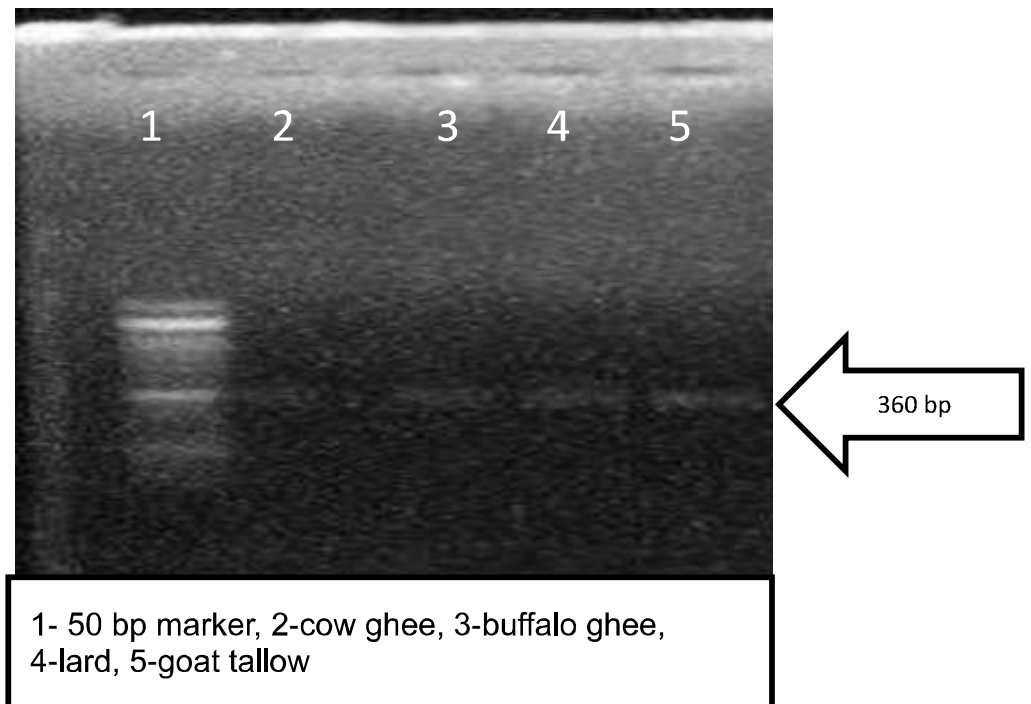 1 2 3 4 5
360 bp
1- 50 bp marker, 2-cow ghee, 3-buffalo ghee,
4-lard, 5-goat tallow